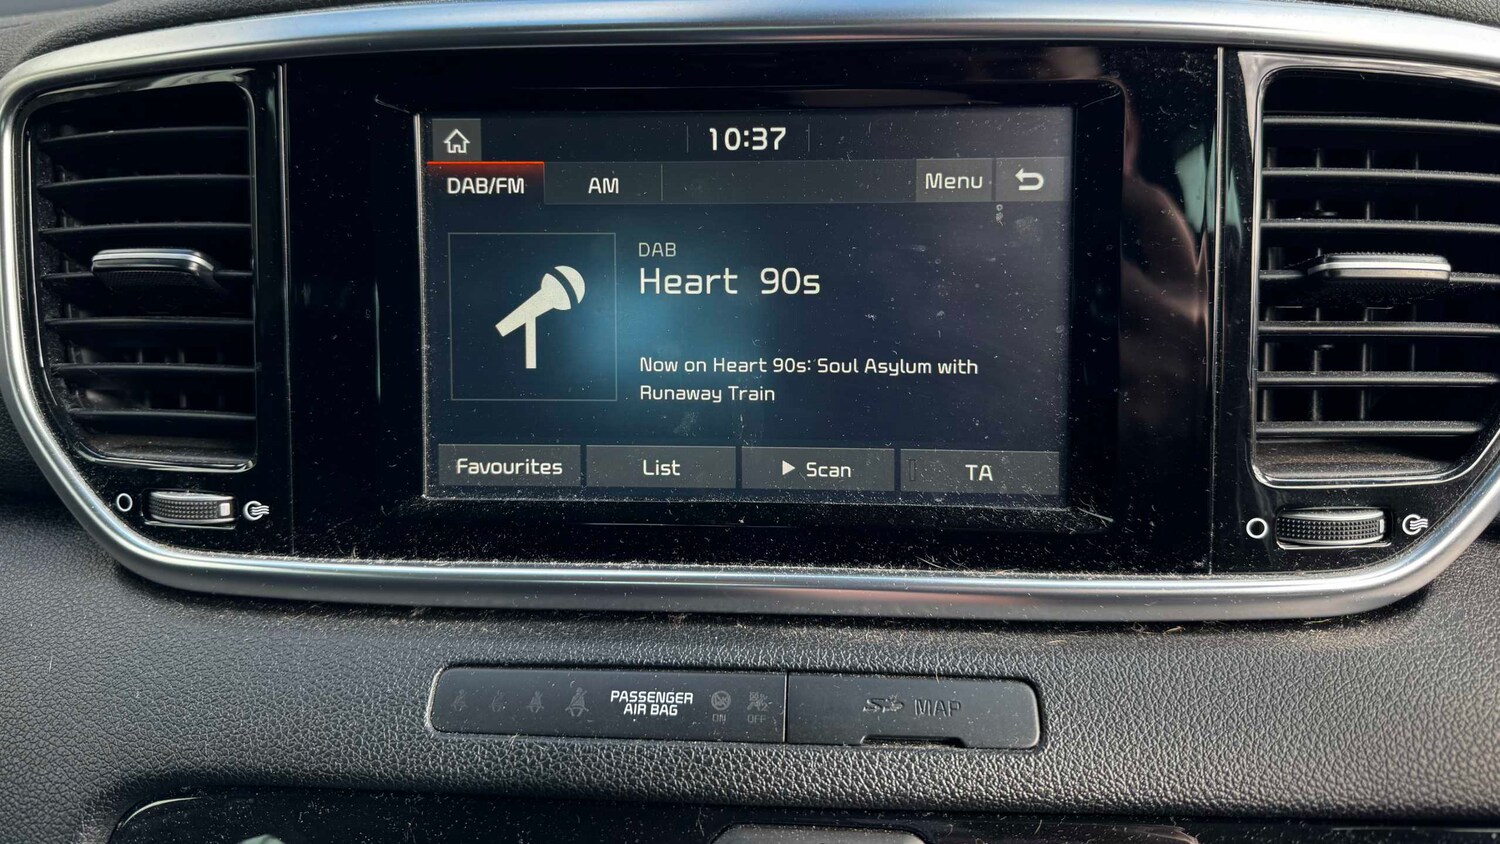 10:37
DAB/FM AM Menu
DAB
Heart 90s
Now on Heart 90s: Soul Asylum with
Runaway Train
Favourites List Scan TA
PASSENGER
AIR BAG
ON OFF
SD MAP